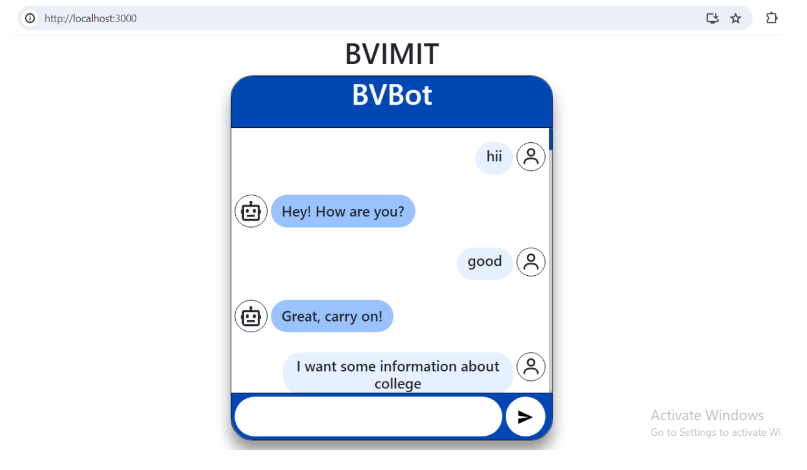 http://localhost:3000
BVIMIT
BVBot
hii
Hey! How are you?
good
Great, carry on!
I want some information about
college
Activate Windows
Go to Settings to activate Wi